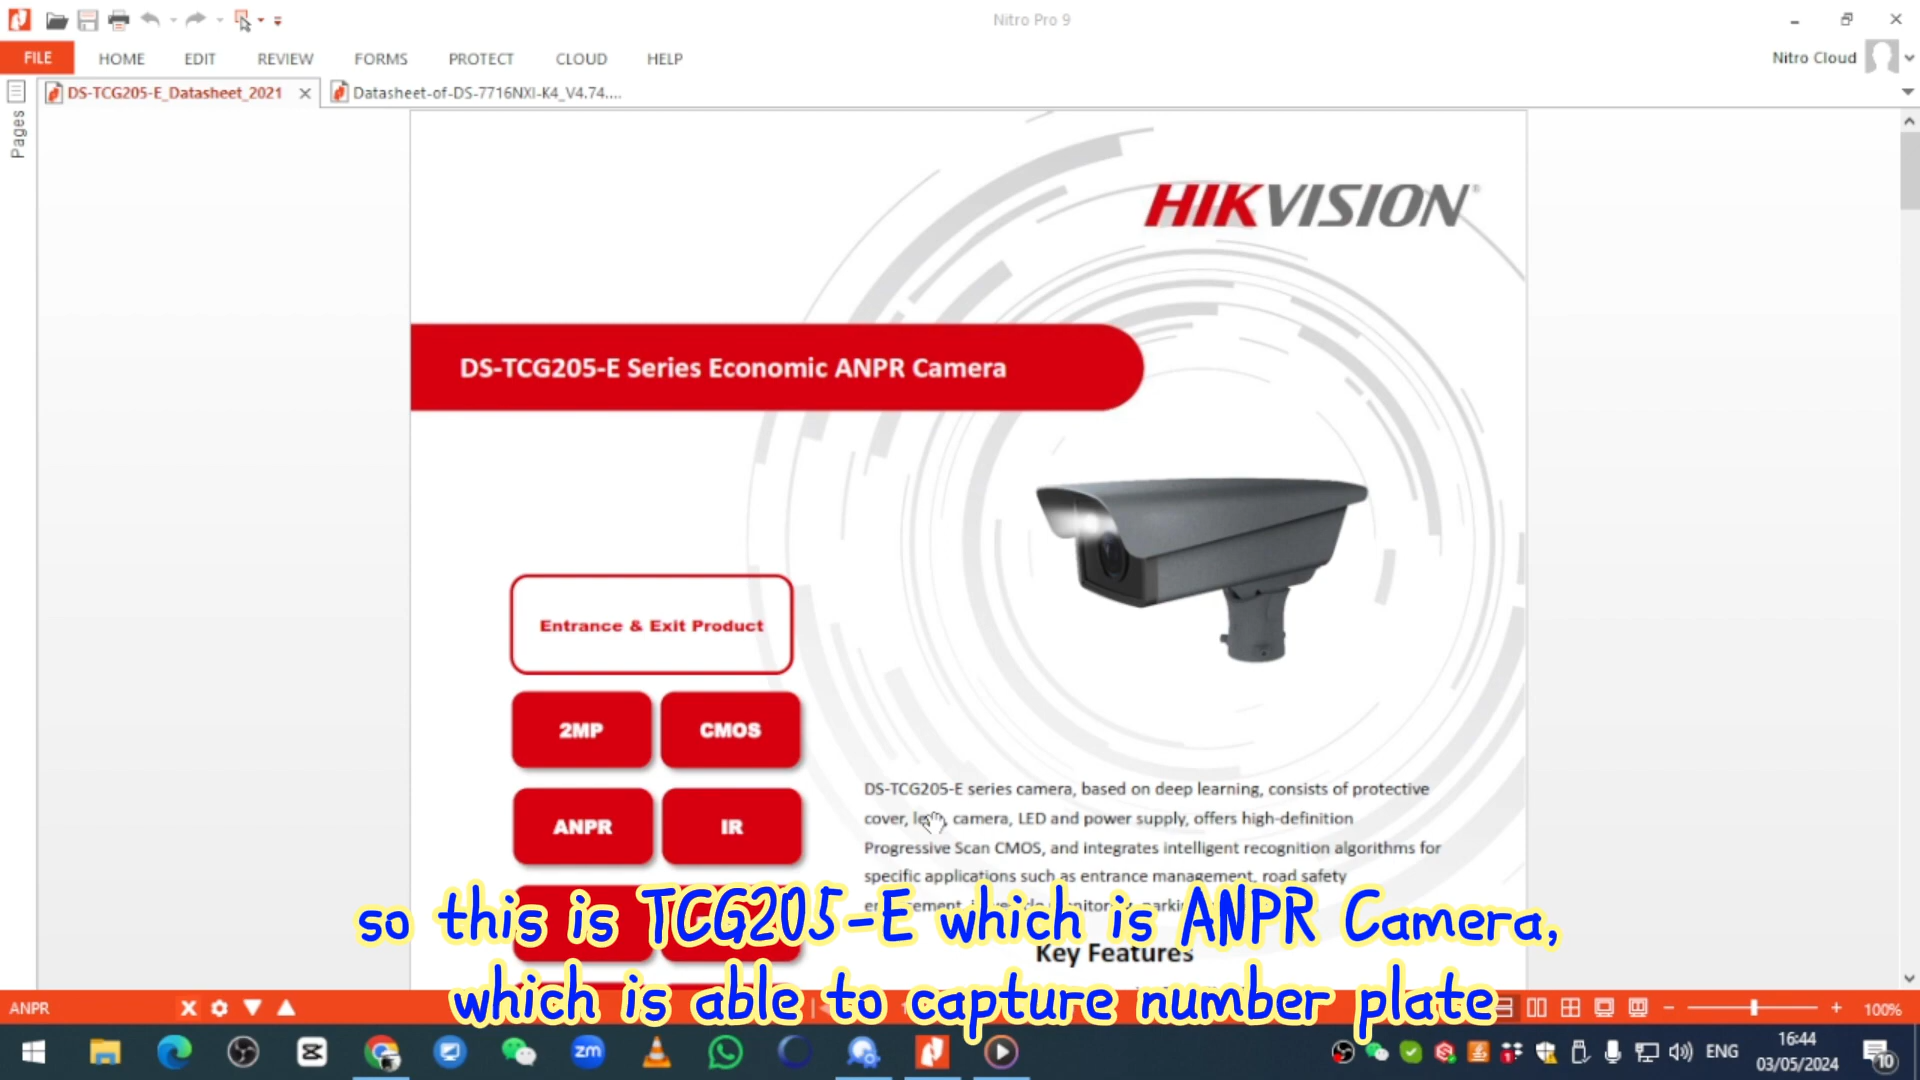 Nitro Pro 9
FILE HOME EDIT REVIEW FORMS PROTECT CLOUD HELP
Nitro Cloud
DS-TCG205-E_Datasheet_2021
Datasheet-of-DS-7716NXI-K4_V4.74....
Pages
HIKVISION®
DS-TCG205-E Series Economic ANPR Camera
Entrance & Exit Product
2MP CMOS
ANPR IR
DS-TCG205-E series camera, based on deep learning, consists of protective
cover, camera, LED and power supply, offers high-definition
Progressive Scan CMOS, and integrates intelligent recognition algorithms for
specific applications such as entrance management, road safety
so this is TCG205-E which is ANPR Camera,
Key Features
which is able to capture number plate
ANPR
100%
zm
ENG
16:44
03/05/2024
10